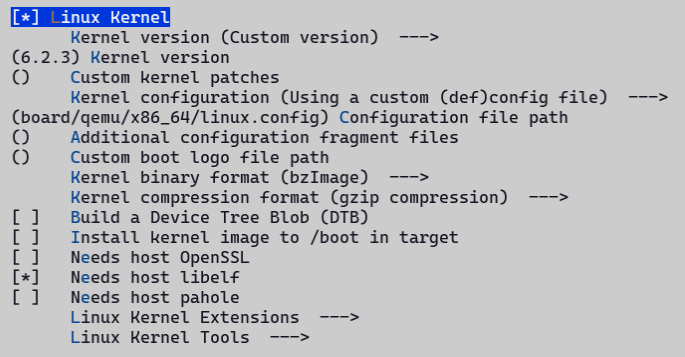 [*] Linux Kernel
Kernel version (Custom version)  --->
(6.2.3) Kernel version
()    Custom kernel patches
Kernel configuration (Using a custom (def)config file)  --->
(board/qemu/x86_64/linux.config) Configuration file path
()    Additional configuration fragment files
()    Custom boot logo file path
Kernel binary format (bzImage)  --->
Kernel compression format (gzip compression)  --->
[ ]   Build a Device Tree Blob (DTB)
[ ]   Install kernel image to /boot in target
[ ]   Needs host OpenSSL
[*]   Needs host libelf
[ ]   Needs host pahole
Linux Kernel Extensions  --->
Linux Kernel Tools  --->